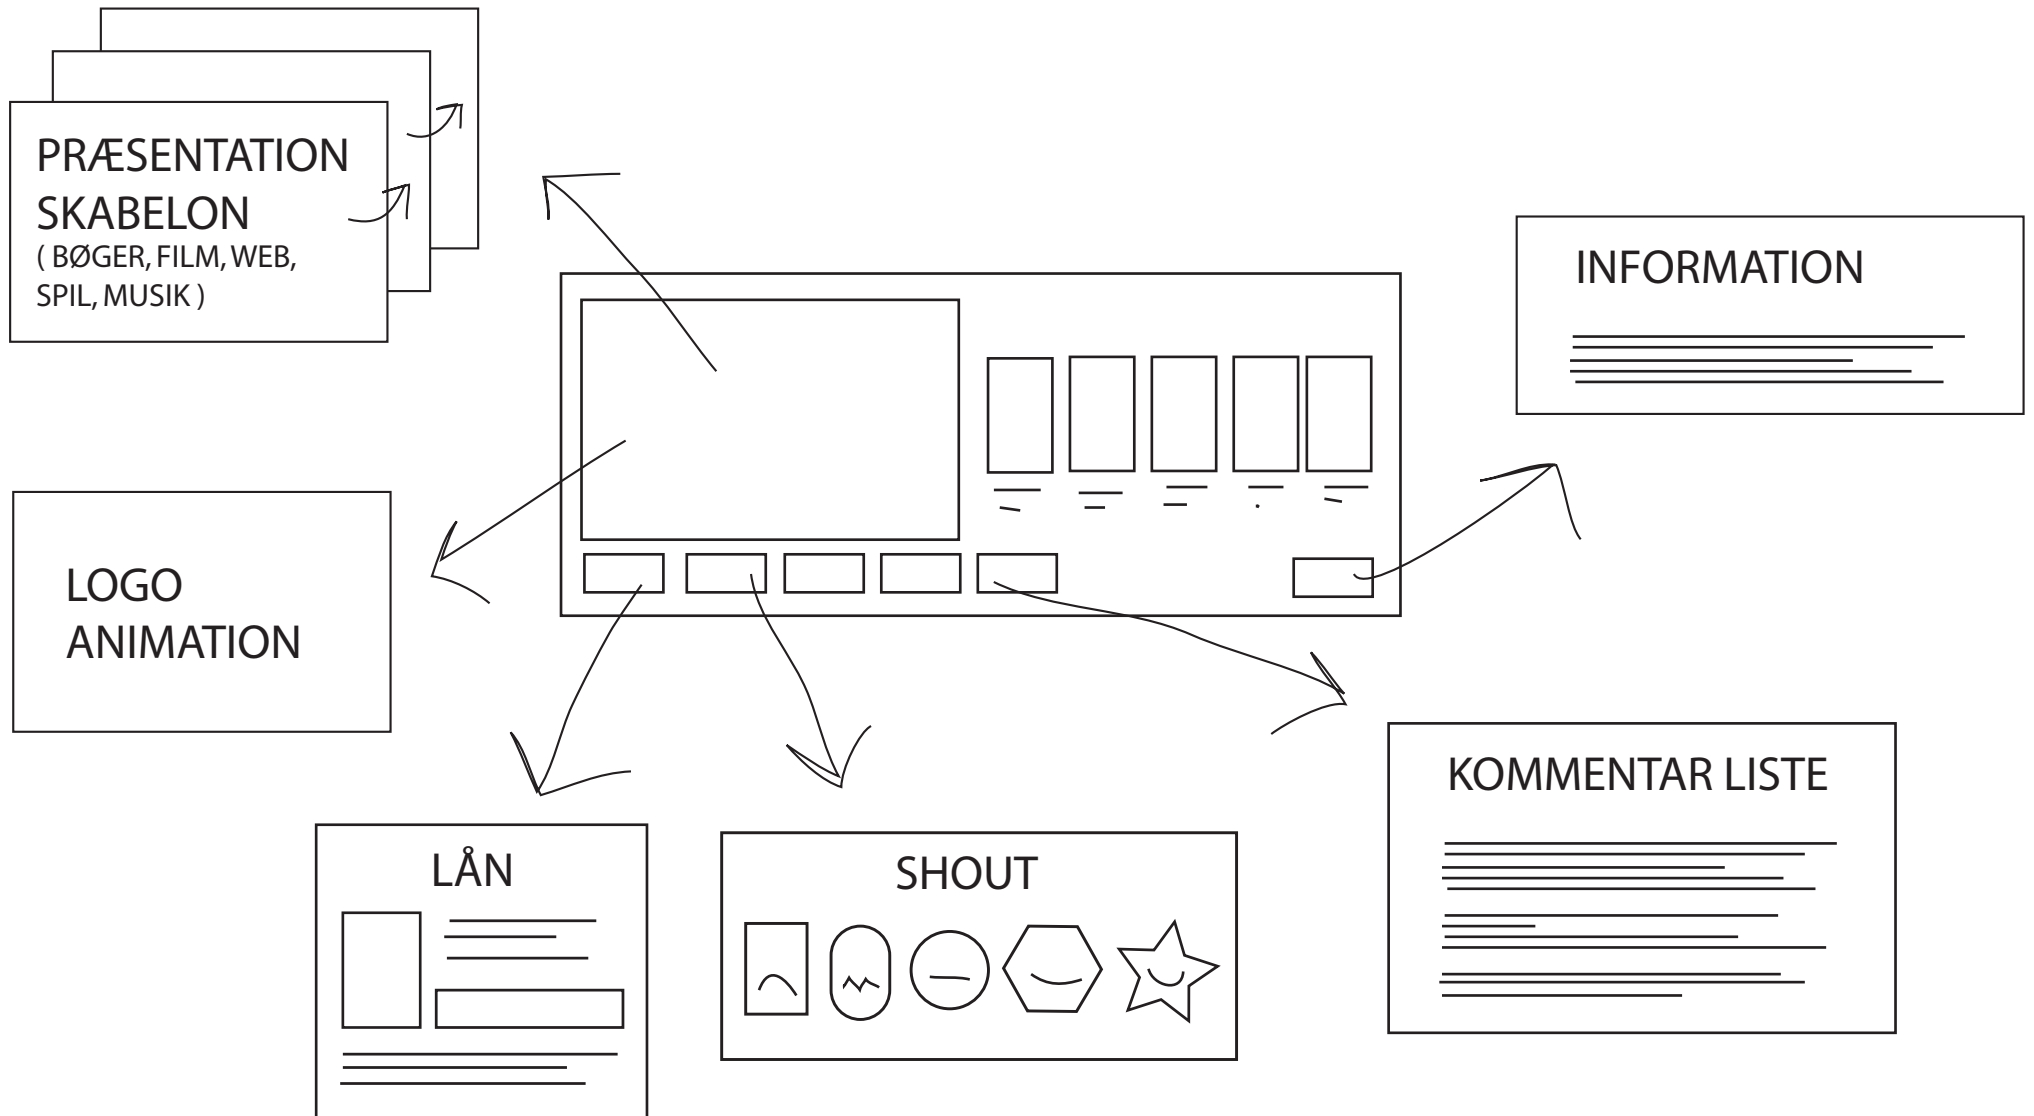 PRÆSENTATION
SKABELON
( BØGER, FILM, WEB,
SPIL, MUSIK )
INFORMATION
LOGO
ANIMATION
KOMMENTAR LISTE
LÅN
SHOUT